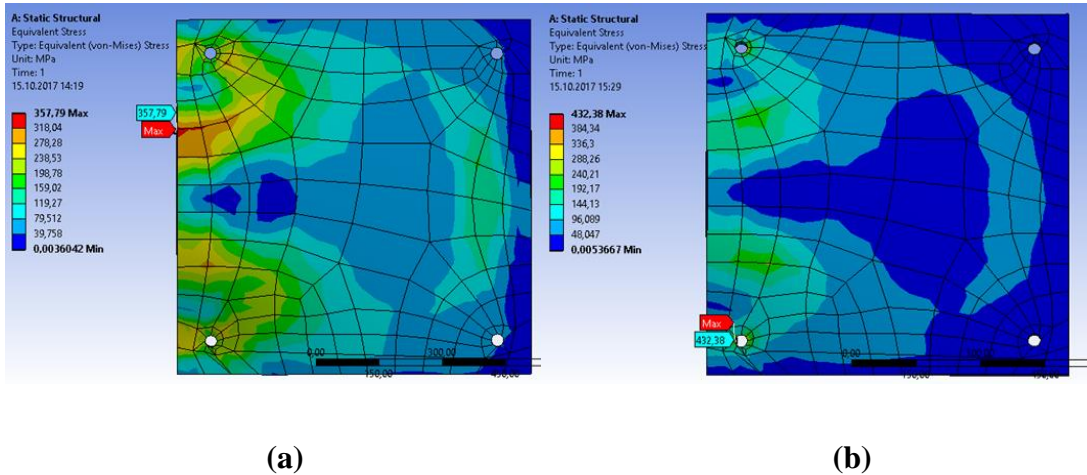 A: Static Structural
Equivalent Stress
Type: Equivalent (von-Mises) Stress
Unit: MPa
Time: 1
15.10.2017 14:19
357,79 Max
318,04
278,28
238,53
198,78
159,02
119,27
79,512
39,758
0,0036042 Min
357,79
Max
0,00
300,00
150,00
450,00
A: Static Structural
Equivalent Stress
Type: Equivalent (von-Mises) Stress
Unit: MPa
Time: 1
15.10.2017 15:29
432,38 Max
384,34
336,3
288,26
240,21
192,17
144,13
96,089
48,047
0,0053667 Min
Max
432,38
0,00
150,00
(a)
(b)